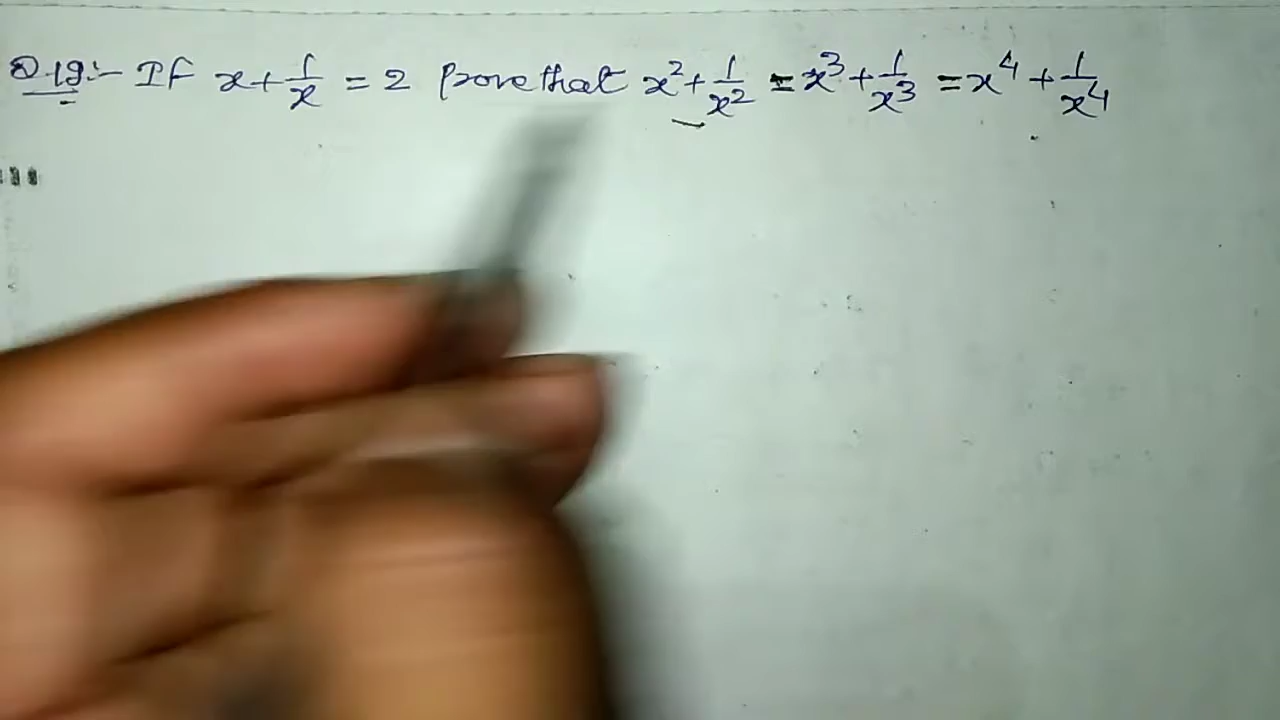 Q.19:- If x + 1/x = 2 prove that x² + 1/x² = x³ + 1/x³ = x⁴ + 1/x⁴